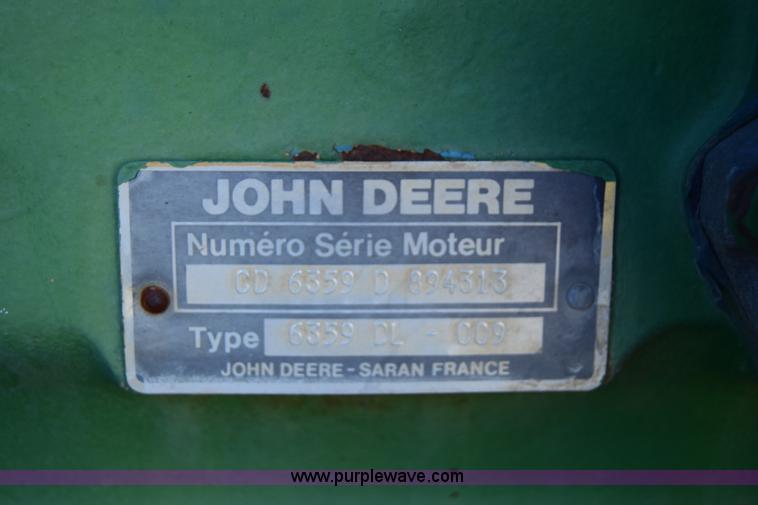 JOHN DEERE
Numéro Série Moteur
CD 6359 D 894313
Type 6359 DL - 009
JOHN DEERE - SARAN FRANCE
www.purplewave.com